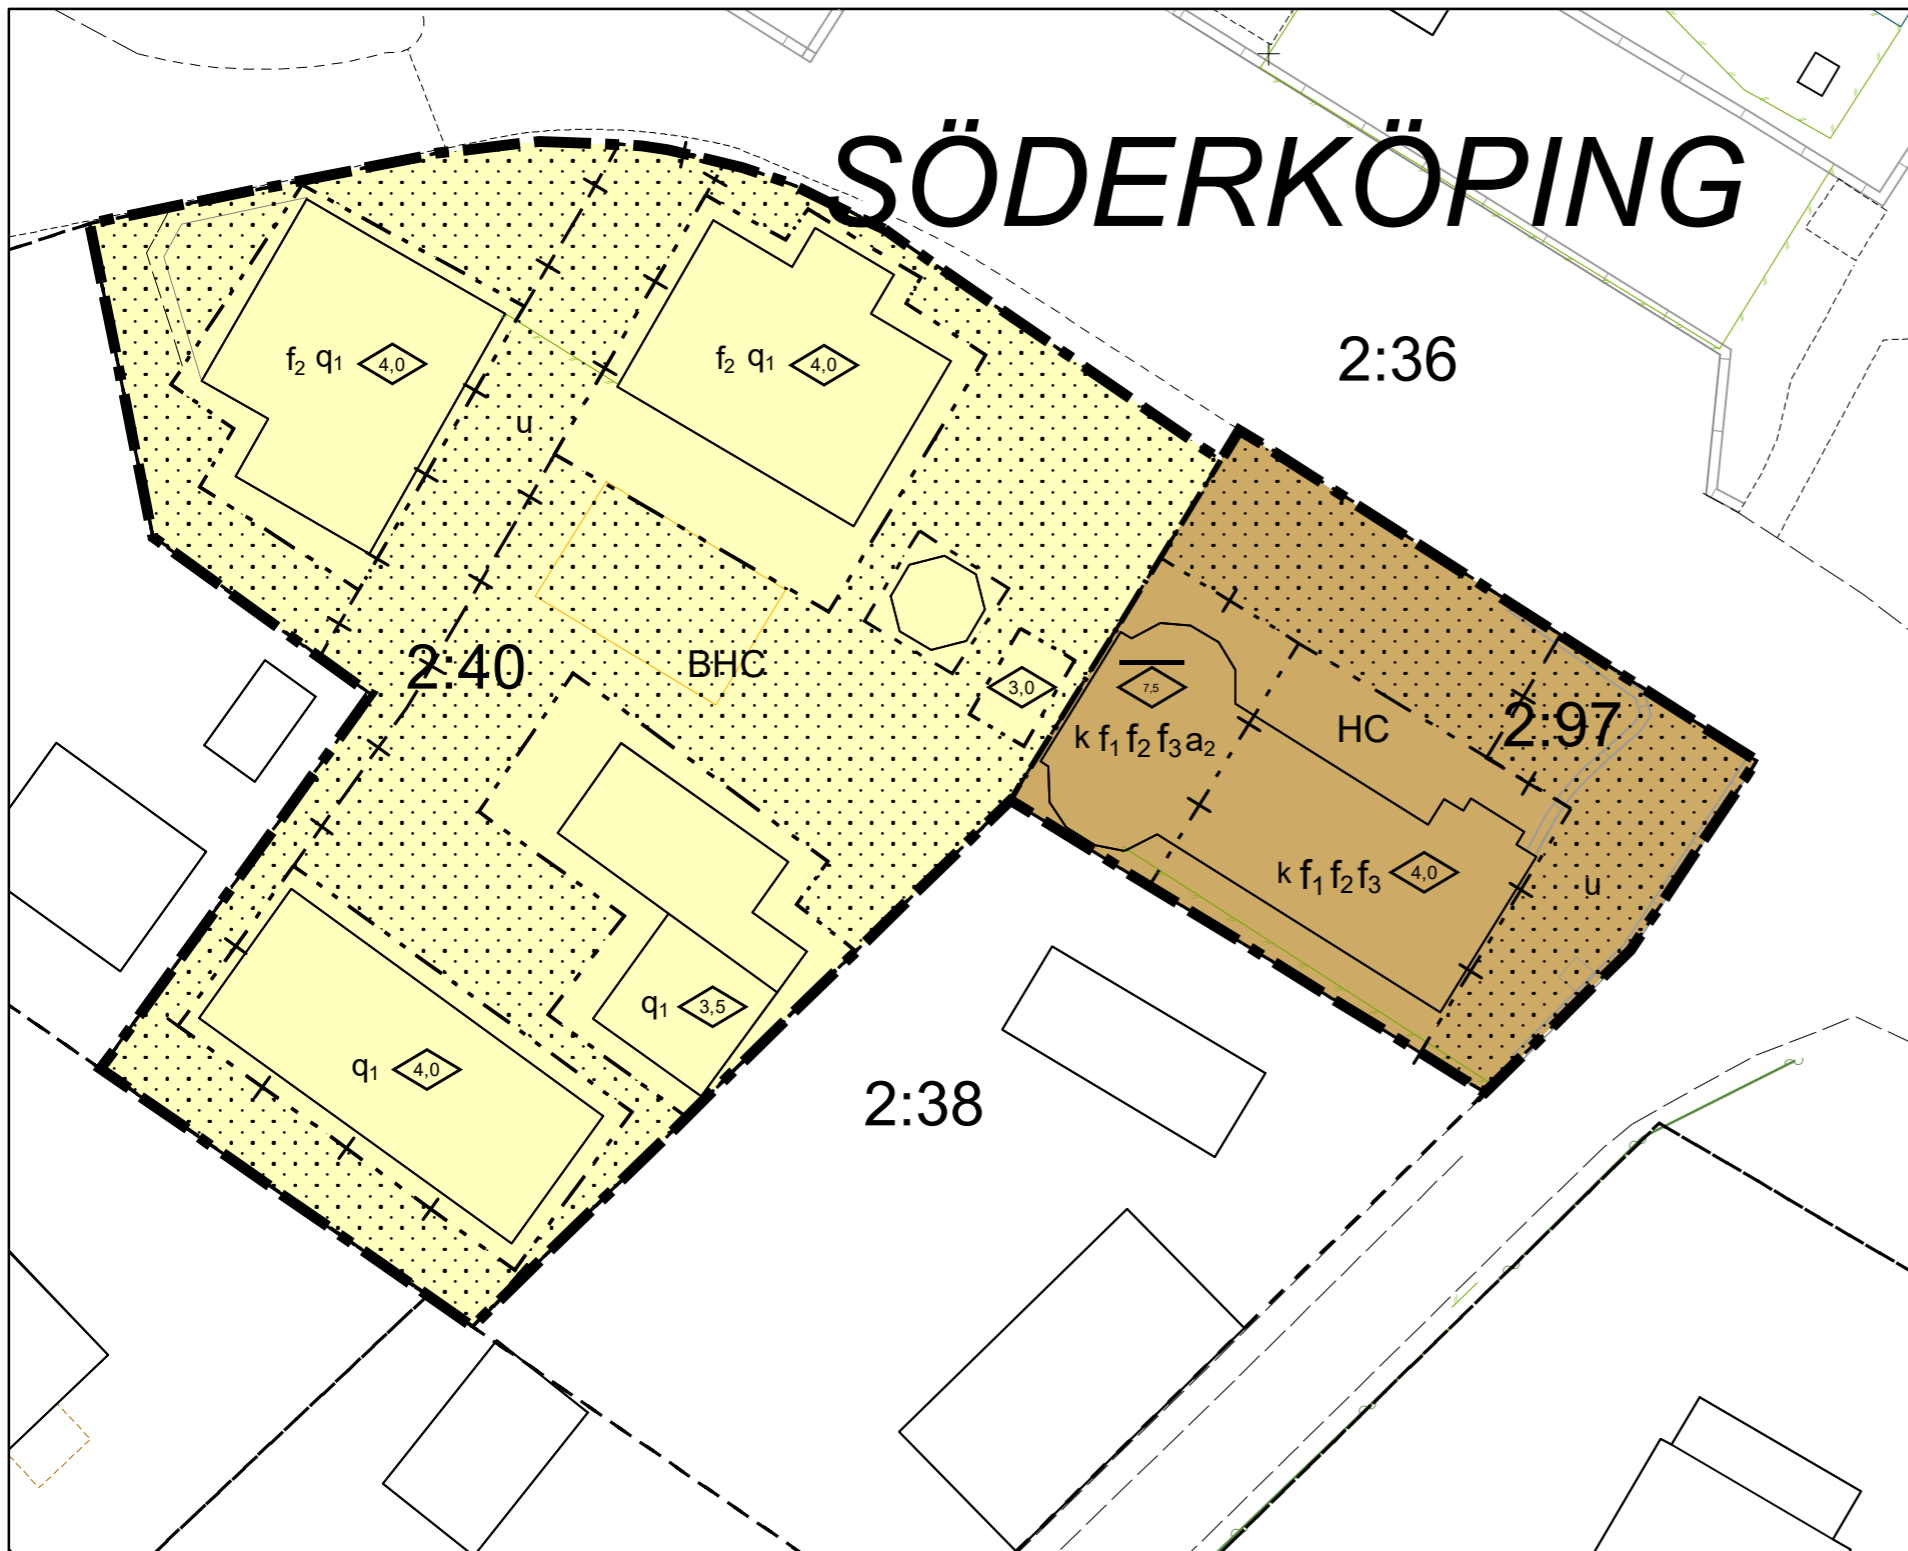 SÖDERKÖPING
2:36
f2 q1 4,0
f2 q1 4,0
u
2:40
BHC
3,0
7,5
k f1 f2 f3 a2
HC
2:97
k f1 f2 f3 4,0
u
q1 3,5
q1 4,0
2:38